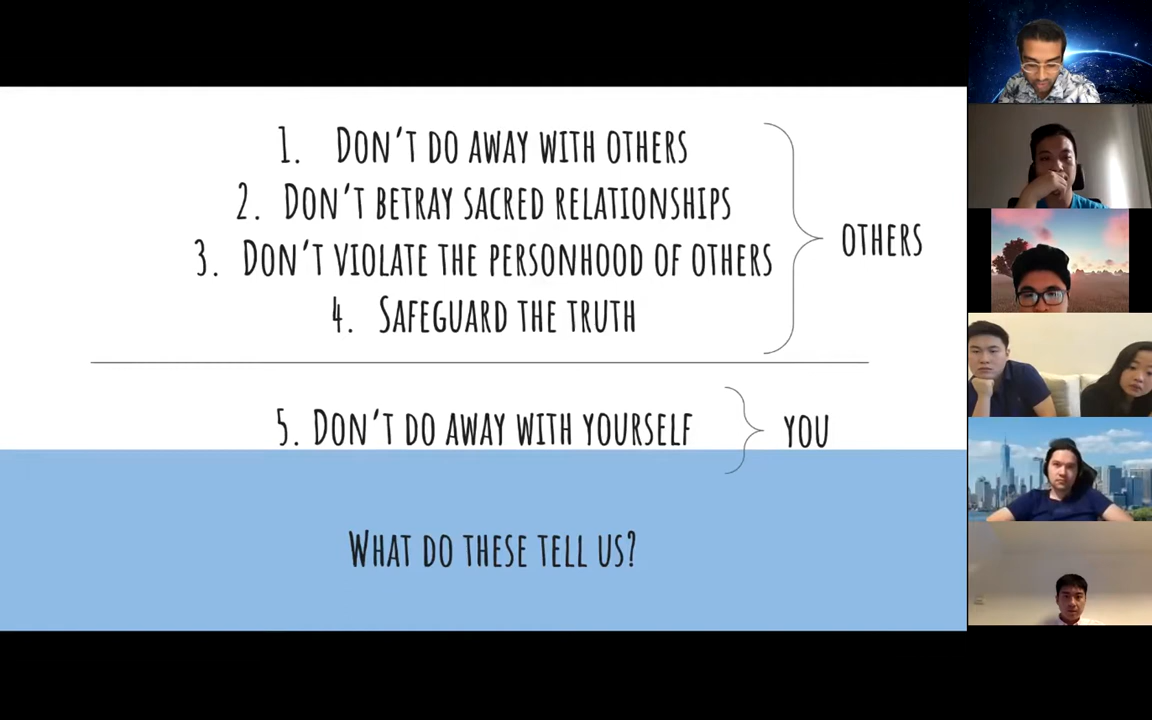 1. Don't do away with others
2. Don't betray sacred relationships
3. Don't violate the personhood of others
4. Safeguard the truth
others
5. Don't do away with yourself
you
What do these tell us?